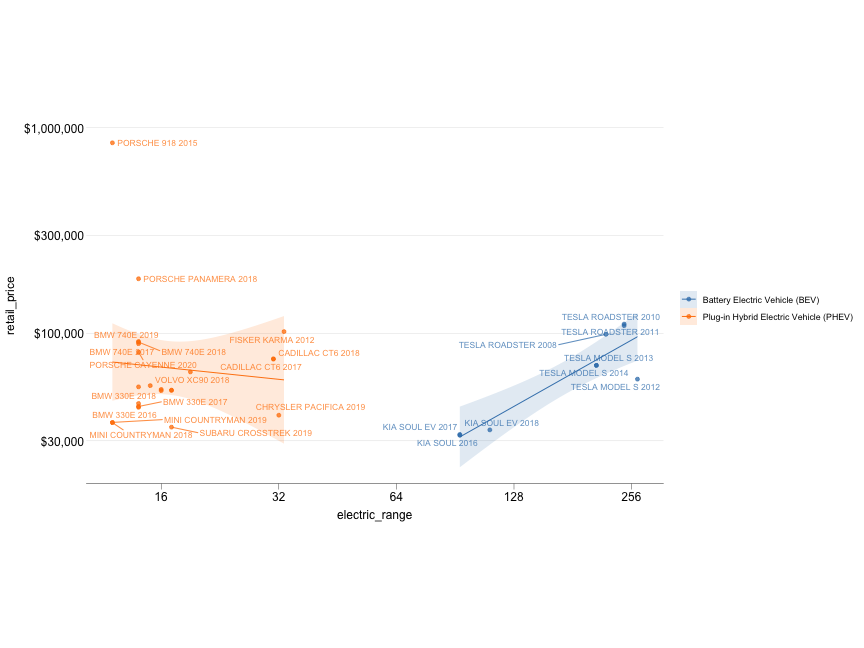 $1,000,000
PORSCHE 918 2015
$300,000
PORSCHE PANAMERA 2018
Battery Electric Vehicle (BEV)
Plug-in Hybrid Electric Vehicle (PHEV)
retail_price
TESLA ROADSTER 2010
$100,000
BMW 740E 2019
TESLA ROADSTER 2011
FISKER KARMA 2012
TESLA ROADSTER 2008
BMW 740E 2017
BMW 740E 2018
CADILLAC CT6 2018
TESLA MODEL S 2013
PORSCHE CAYENNE 2020
CADILLAC CT6 2017
TESLA MODEL S 2014
VOLVO XC90 2018
TESLA MODEL S 2012
BMW 330E 2018
BMW 330E 2017
CHRYSLER PACIFICA 2019
BMW 330E 2016
MINI COUNTRYMAN 2019
KIA SOUL EV 2018
KIA SOUL EV 2017
MINI COUNTRYMAN 2018
SUBARU CROSSTREK 2019
$30,000
KIA SOUL 2016
16
32
64
128
256
electric_range